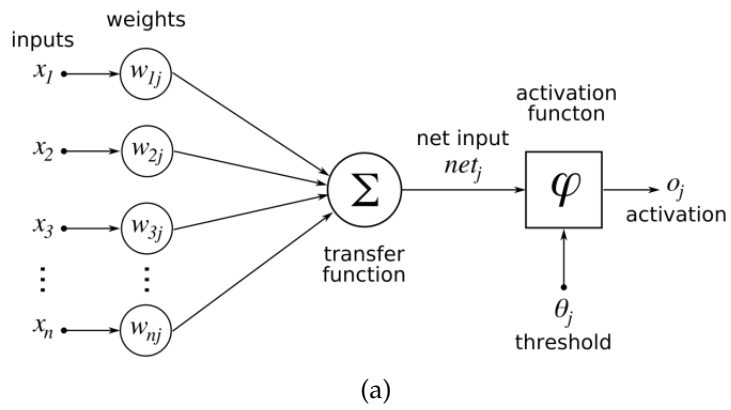 weights
inputs
x1 w1j
activation
functon
x2 w2j
net input
netj
Σ φ oj
activation
x3 w3j
transfer
function
θj
threshold
xn wnj
(a)